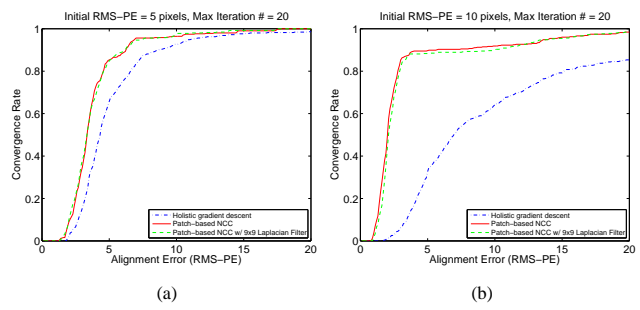 Initial RMS−PE = 5 pixels, Max Iteration # = 20
1
0.8
0.6
0.4
0.2
0
Convergence Rate
Holistic gradient descent
Patch−based NCC
Patch−based NCC w/ 9x9 Laplacian Filter
0 5 10 15 20
Alignment Error (RMS−PE)
(a)
Initial RMS−PE = 10 pixels, Max Iteration # = 20
1
0.8
0.6
0.4
0.2
0
Convergence Rate
Holistic gradient descent
Patch−based NCC
Patch−based NCC w/ 9x9 Laplacian Filter
0 5 10 15 20
Alignment Error (RMS−PE)
(b)